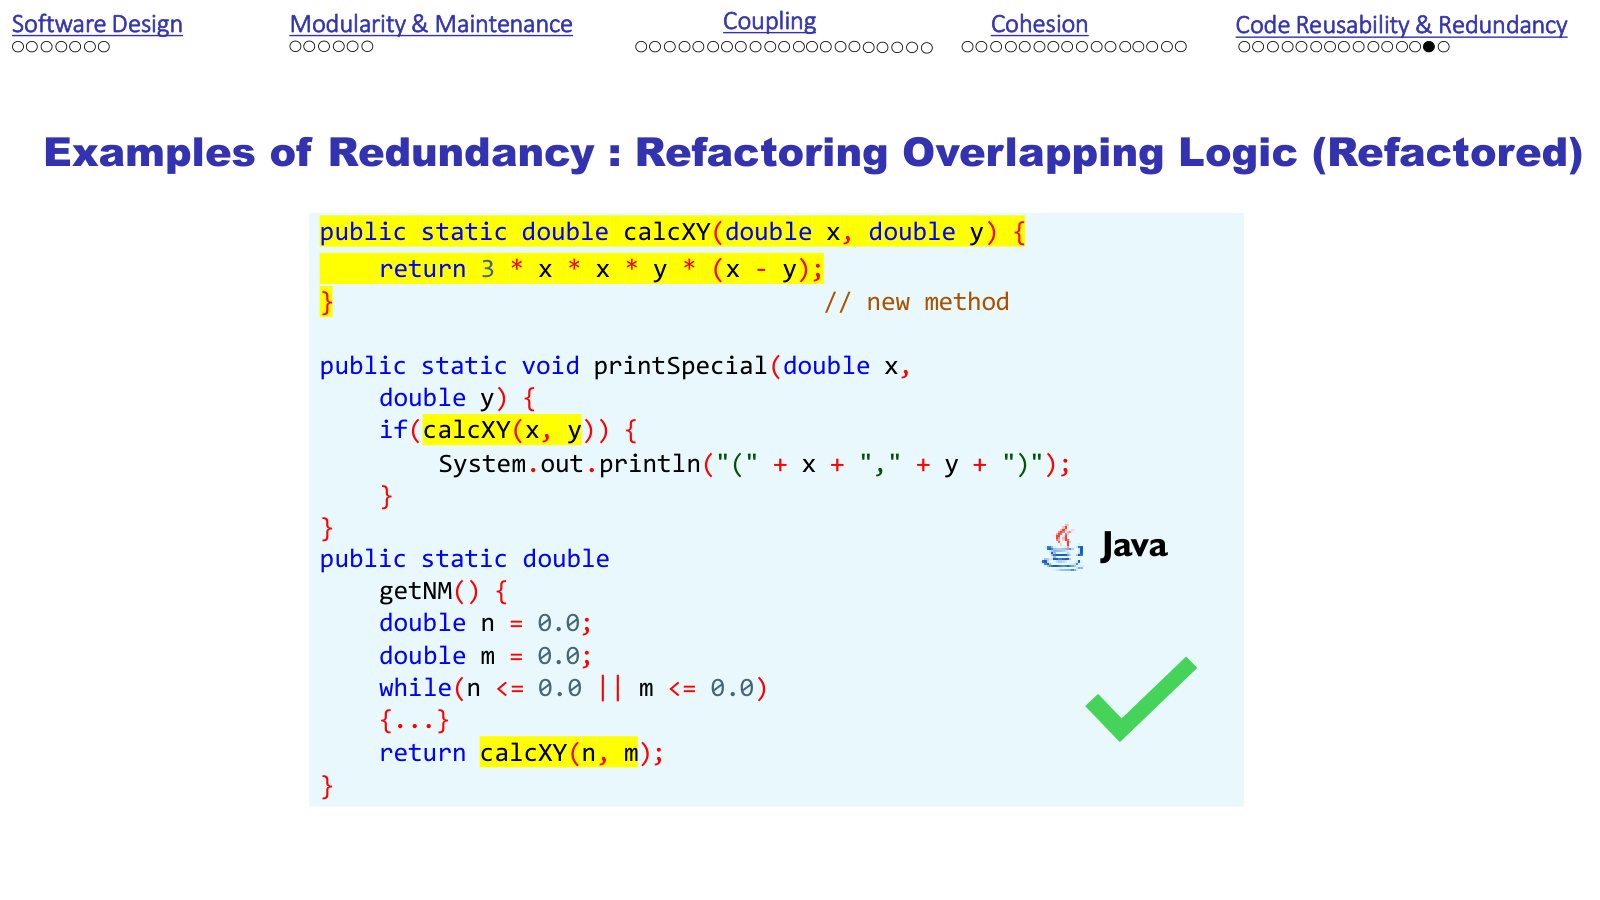 Software Design
Modularity & Maintenance
Coupling
Cohesion
Code Reusability & Redundancy
Examples of Redundancy : Refactoring Overlapping Logic (Refactored)
public static double calcXY(double x, double y) {
    return 3 * x * x * y * (x - y);
}    // new method
public static void printSpecial(double x,
    double y) {
    if(calcXY(x, y)) {
        System.out.println("(" + x + "," + y + ")");
    }
}
public static double
    getNM() {
    double n = 0.0;
    double m = 0.0;
    while(n <= 0.0 || m <= 0.0)
    {...}
    return calcXY(n, m);
}
Java